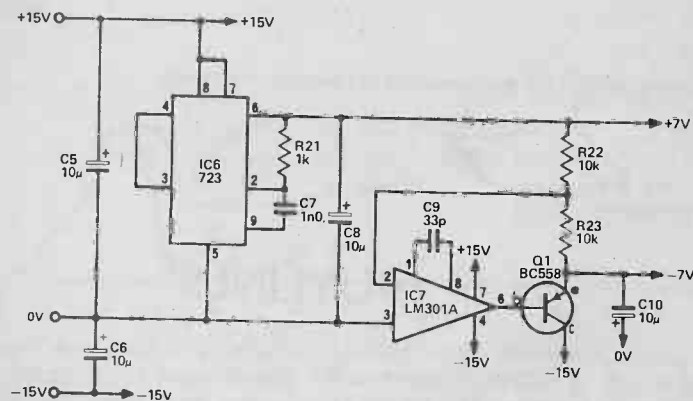 +15V
+15V
8
7
4
6
+7V
R21
1k
R22
10k
IC6
723
C5
10μ
+
3
2
C7
1n0
9
C8
10μ
+
C9
33p
R23
10k
5
1
+15V
Q1
BC558
-7V
2
8
7
e
IC7
LM301A
6
b
C10
10μ
+
0V
3
4
c
C6
10μ
+
-15V
-15V
0V
-15V
-15V